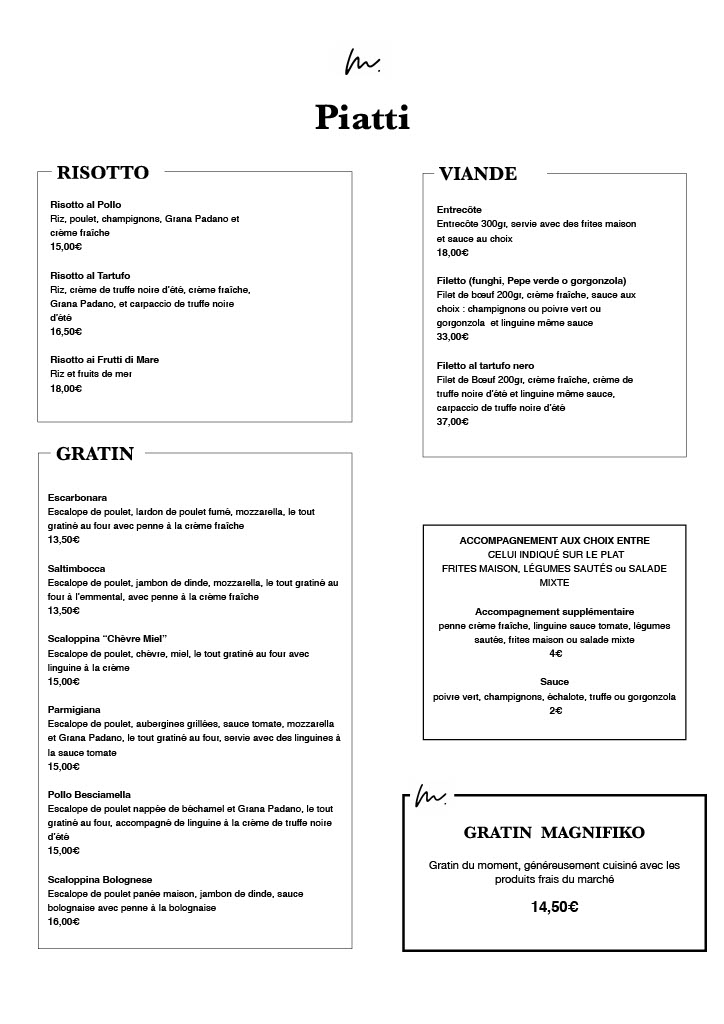 m.
Piatti
RISOTTO
Risotto al Pollo
Riz, poulet, champignons, Grana Padano et
crème fraîche
15,00€
Risotto al Tartufo
Riz, crème de truffe noire d'été, crème fraîche,
Grana Padano, et carpaccio de truffe noire
d'été
16,50€
Risotto ai Frutti di Mare
Riz et fruits de mer
18,00€
GRATIN
Escarbonara
Escalope de poulet, lardon de poulet fumé, mozzarella, le tout
gratiné au four avec penne à la crème fraîche
13,50€
Saltimbocca
Escalope de poulet, jambon de dinde, mozzarella, le tout gratiné au
four à l'emmental, avec penne à la crème fraîche
13,50€
Scaloppina “Chèvre Miel”
Escalope de poulet, chèvre, miel, le tout gratiné au four avec
linguine à la crème
15,00€
Parmigiana
Escalope de poulet, aubergines grillées, sauce tomate, mozzarella
et Grana Padano, le tout gratiné au four, servie avec des linguines à
la sauce tomate
15,00€
Pollo Besciamella
Escalope de poulet nappée de béchamel et Grana Padano, le tout
gratiné au four, accompagné de linguine à la crème de truffe noire
d'été
15,00€
Scaloppina Bolognese
Escalope de poulet panée maison, jambon de dinde, sauce
bolognaise avec penne à la bolognaise
16,00€
VIANDE
Entrecôte
Entrecôte 300gr, servie avec des frites maison
et sauce au choix
18,00€
Filetto (funghi, Pepe verde o gorgonzola)
Filet de bœuf 200gr, crème fraîche, sauce aux
choix : champignons ou poivre vert ou
gorgonzola et linguine même sauce
33,00€
Filetto al tartufo nero
Filet de Bœuf 200gr, crème fraîche, crème de
truffe noire d'été et linguine même sauce,
carpaccio de truffe noire d'été
37,00€
ACCOMPAGNEMENT AUX CHOIX ENTRE
CELUI INDIQUÉ SUR LE PLAT
FRITES MAISON, LÉGUMES SAUTÉS ou SALADE
MIXTE
Accompagnement supplémentaire
penne crème fraîche, linguine sauce tomate, légumes
sautés, frites maison ou salade mixte
4€
Sauce
poivre vert, champignons, échalote, truffe ou gorgonzola
2€
m.
GRATIN MAGNIFIKO
Gratin du moment, généreusement cuisiné avec les
produits frais du marché
14,50€